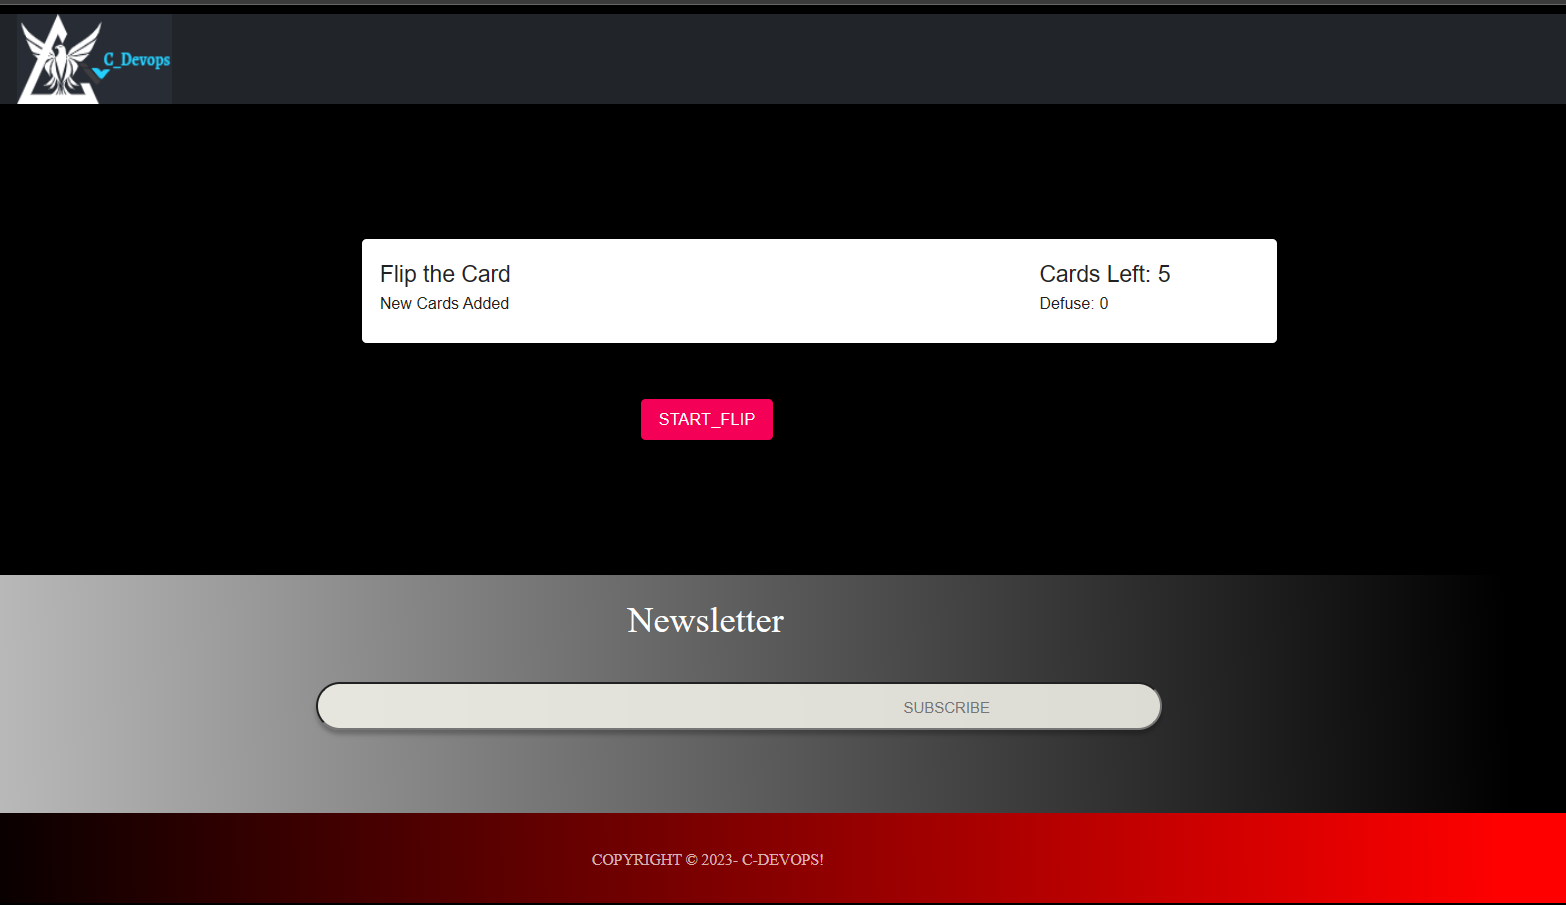 C_Devops
Flip the Card
New Cards Added
Cards Left: 5
Defuse: 0
START_FLIP
Newsletter
SUBSCRIBE
COPYRIGHT © 2023- C-DEVOPS!